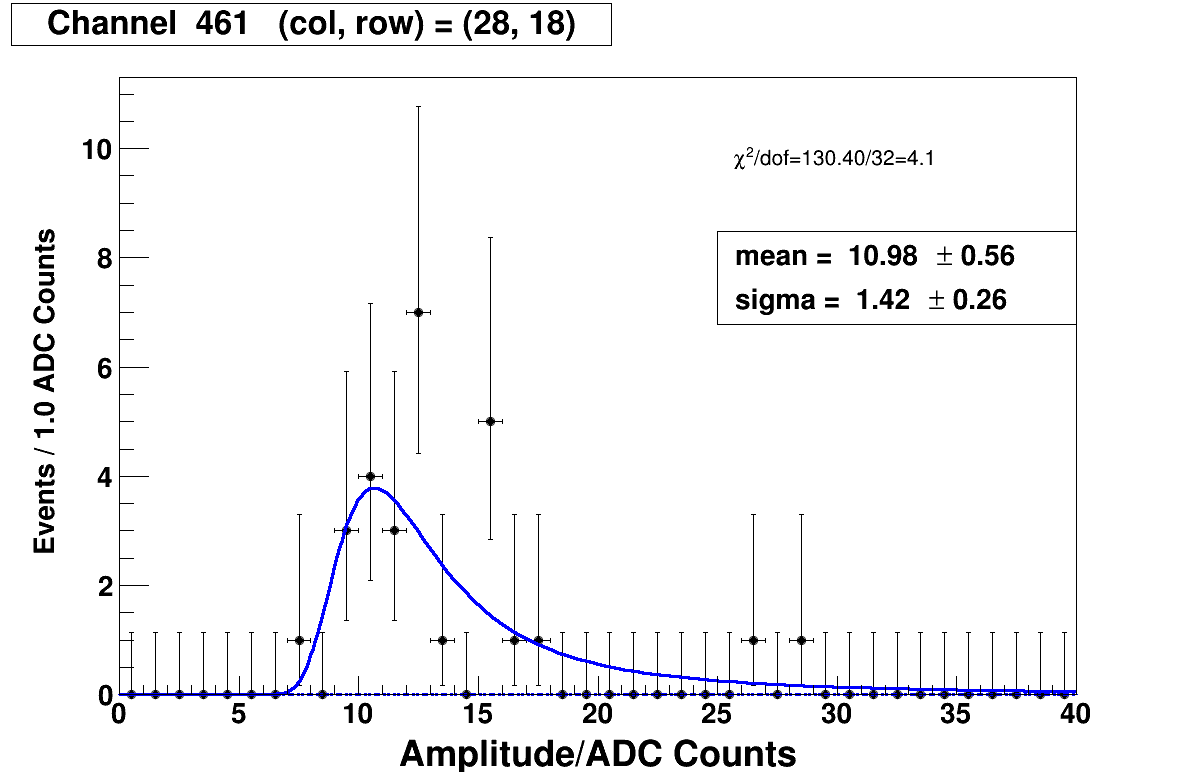 Channel 461 (col, row) = (28, 18)
χ²/dof=130.40/32=4.1
mean = 10.98 ± 0.56
sigma = 1.42 ± 0.26
Events / 1.0 ADC Counts
10
8
6
4
2
0
0 5 10 15 20 25 30 35 40
Amplitude/ADC Counts